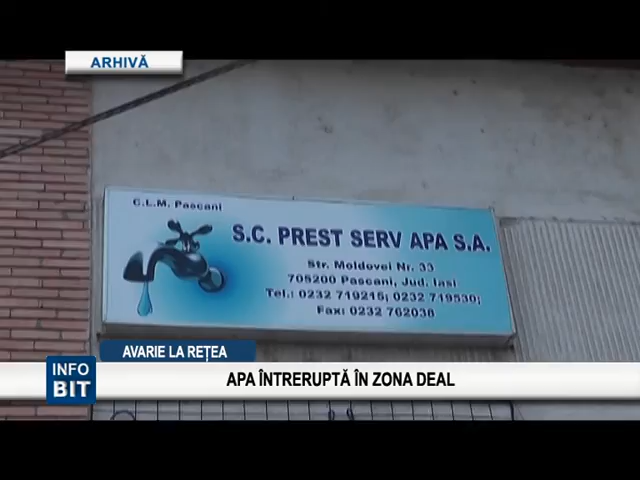 ARHIVĂ
C.L.M. Pascani
S.C. PREST SERV APA S.A.
Str. Moldovei Nr. 33
705200 Pascani, Jud. Iasi
Tel.: 0232 719215; 0232 719530;
Fax: 0232 762038
AVARIE LA REȚEA
INFO BIT
APA ÎNTRERUPTĂ ÎN ZONA DEAL